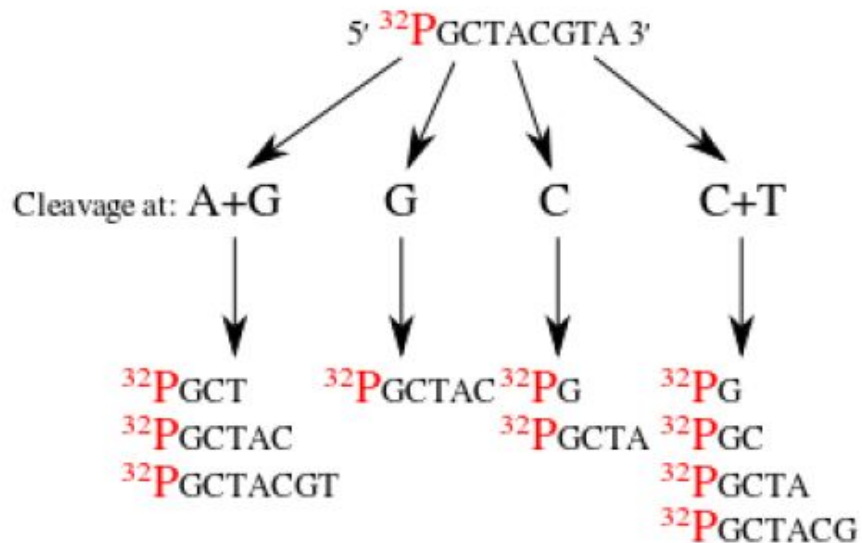 5' ³²PGCTACGTA 3'
Cleavage at: A+G G C C+T
³²PGCT ³²PGCTAC ³²PG ³²PG
³²PGCTAC ³²PGCTA ³²PGC
³²PGCTACGT ³²PGCTA
³²PGCTACG